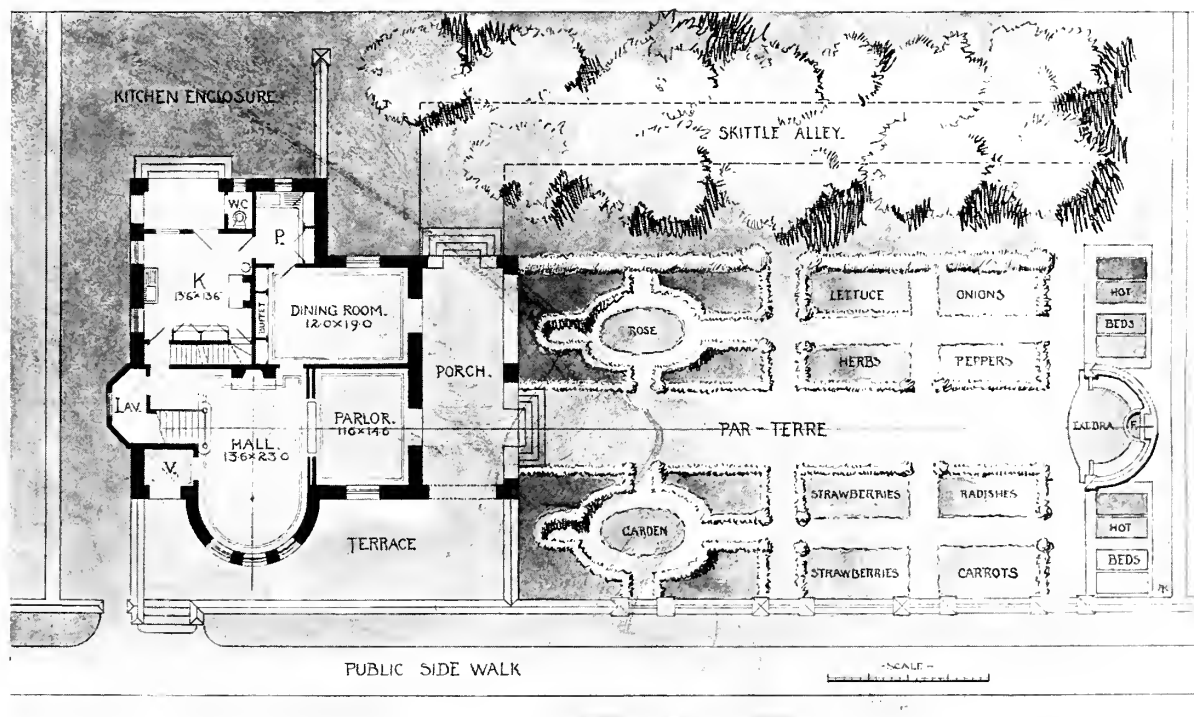 KITCHEN ENCLOSURE.
SKITTLE ALLEY.
W.C
P.
K
13'6×13'6
BUFFET
DINING ROOM.
12'0×19'0
PORCH.
LAV.
HALL.
13'6×23'0
PARLOR.
11'6×14'6
V.
TERRACE
ROSE
GARDEN
PAR-TERRE
LETTUCE
ONIONS
HERBS
PEPPERS
STRAWBERRIES
RADISHES
STRAWBERRIES
CARROTS
HOT
BEDS
F.
HOT
BEDS
PUBLIC SIDE WALK
-SCALE-